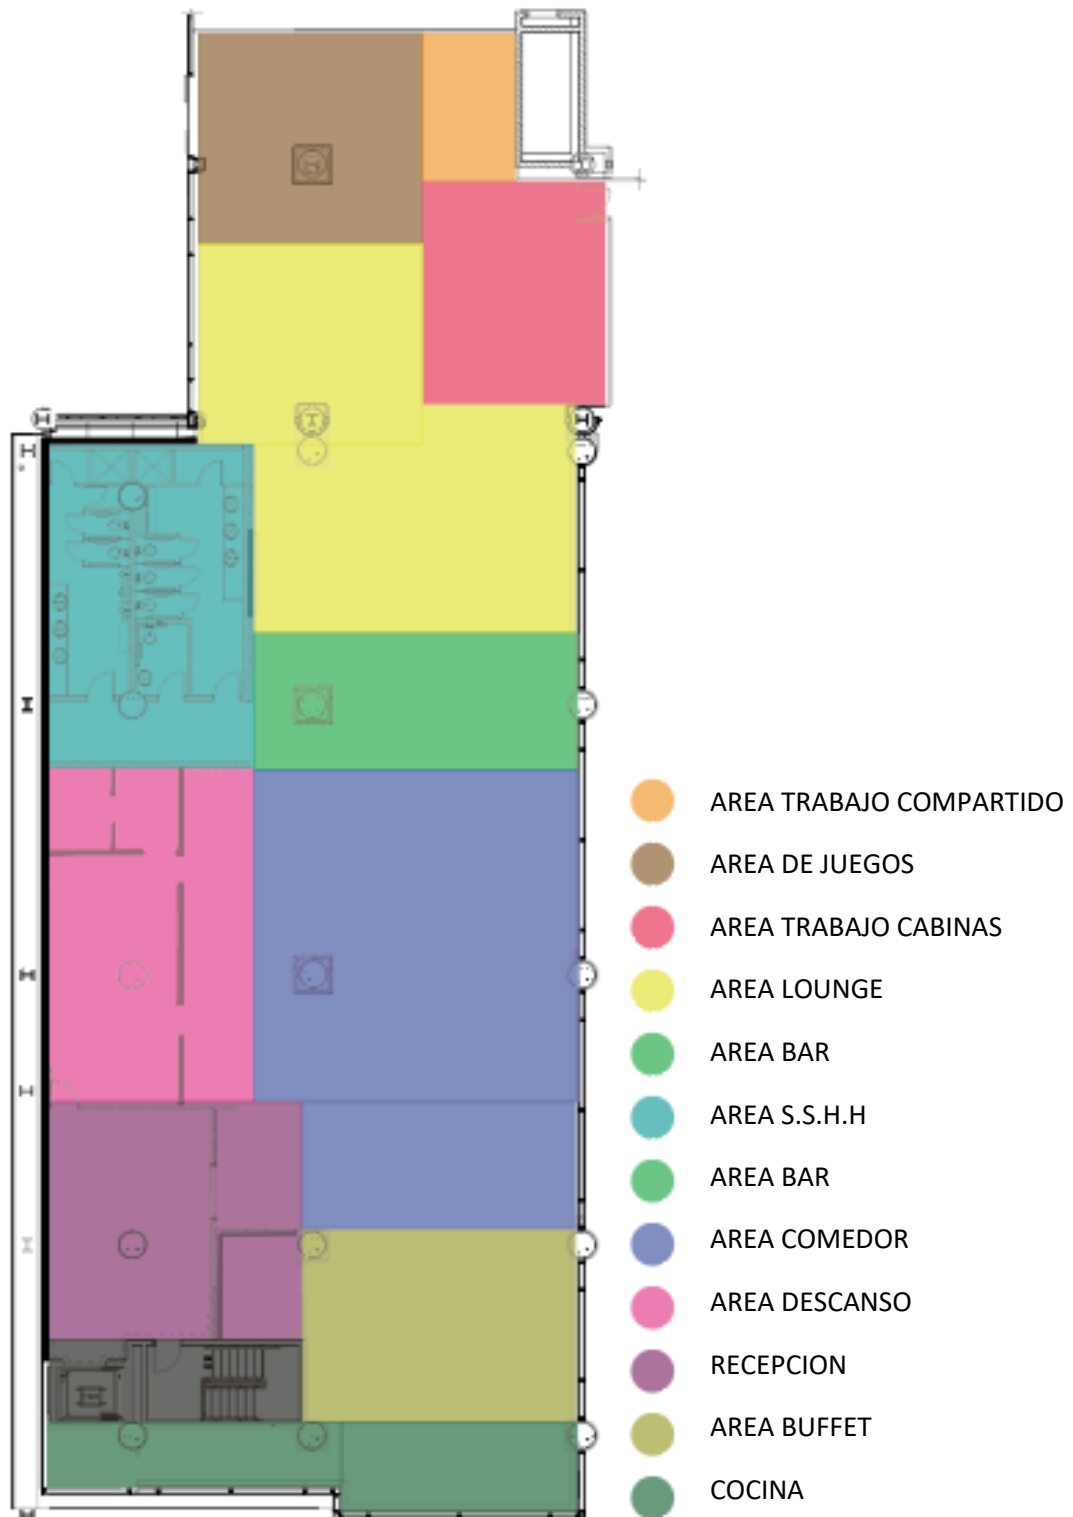 AREA TRABAJO COMPARTIDO
AREA DE JUEGOS
AREA TRABAJO CABINAS
AREA LOUNGE
AREA BAR
AREA S.S.H.H
AREA BAR
AREA COMEDOR
AREA DESCANSO
RECEPCION
AREA BUFFET
COCINA